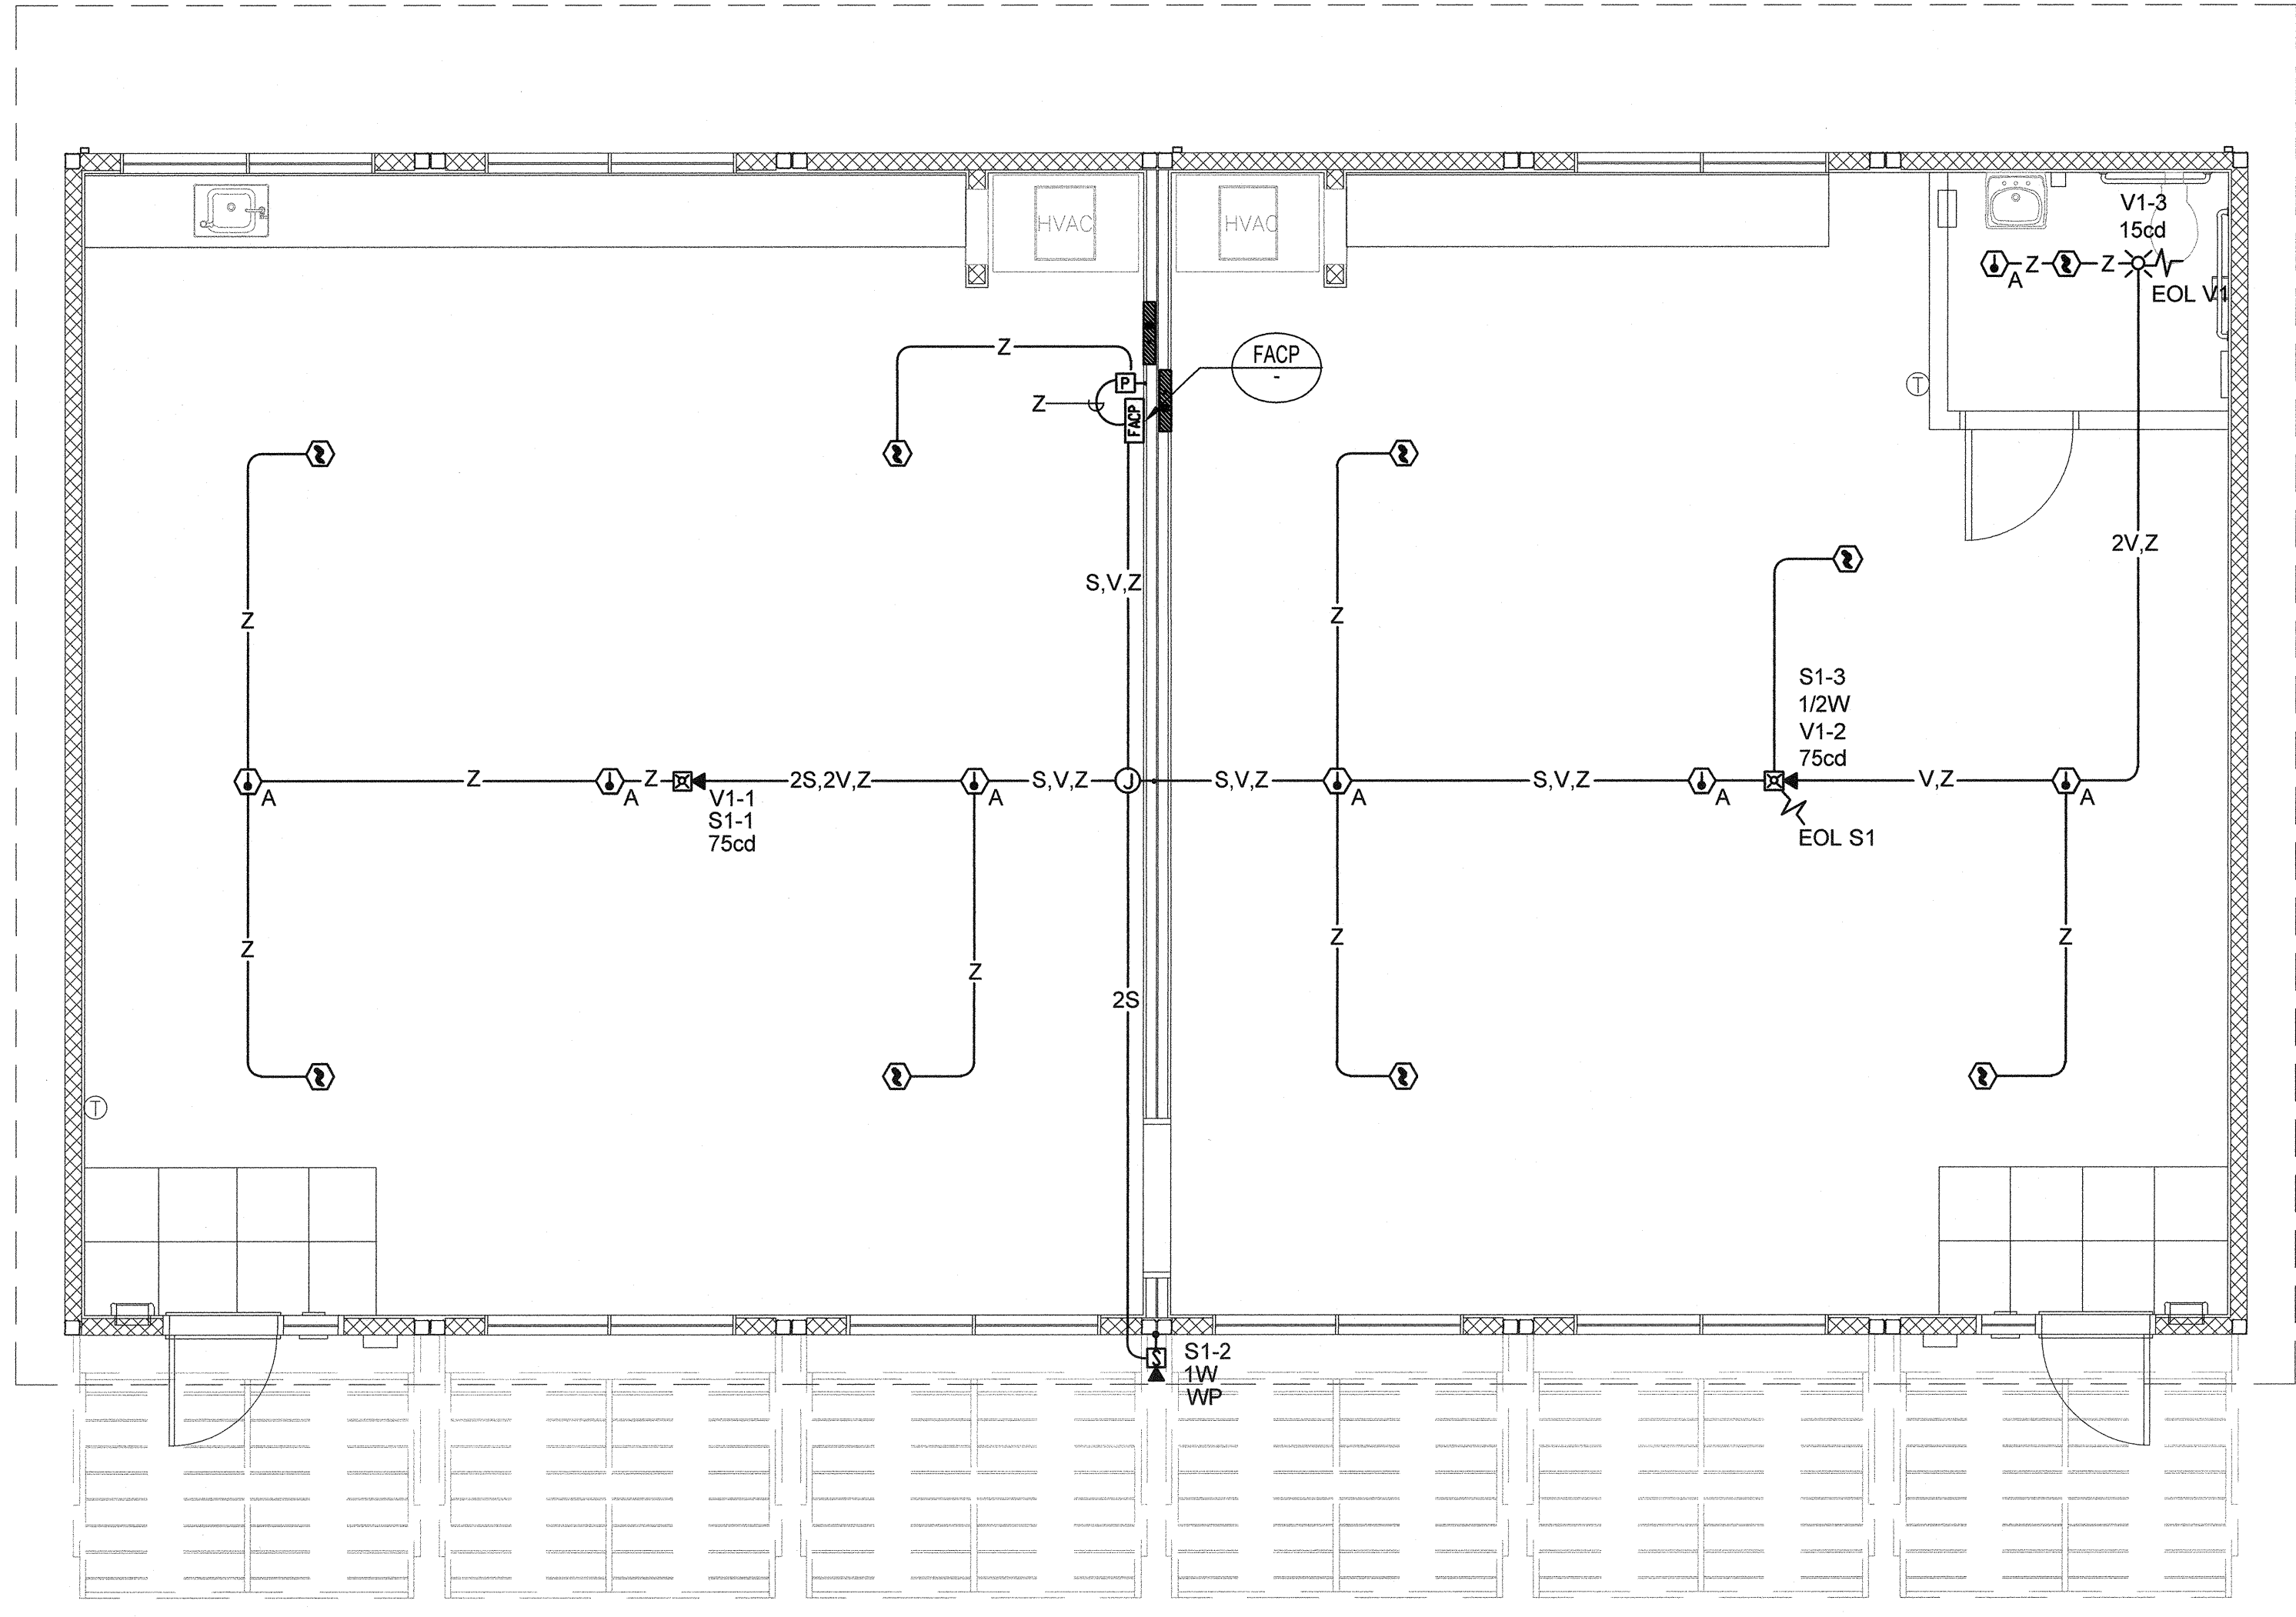 HVAC
HVAC
V1-3
15cd
A
Z
Z
EOL V1
Z
P
FACP
-
Z
FACP
T
S,V,Z
2V,Z
Z
Z
S1-3
1/2W
V1-2
75cd
Z
A
Z
A
V1-1
S1-1
75cd
2S,2V,Z
A
S,V,Z
J
S,V,Z
A
S,V,Z
A
V,Z
A
EOL S1
Z
Z
Z
Z
2S
T
S
S1-2
1W
WP